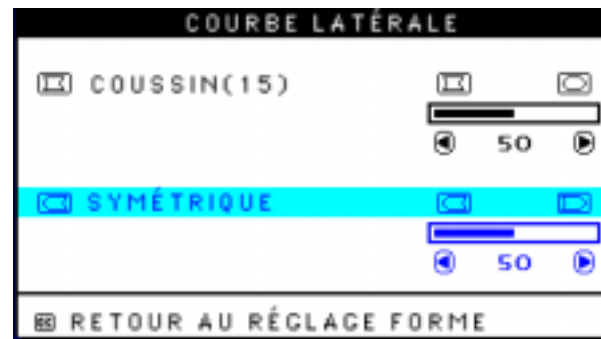 COURBE LATÉRALE
COUSSIN(15)
50
SYMÉTRIQUE
50
RETOUR AU RÉGLAGE FORME